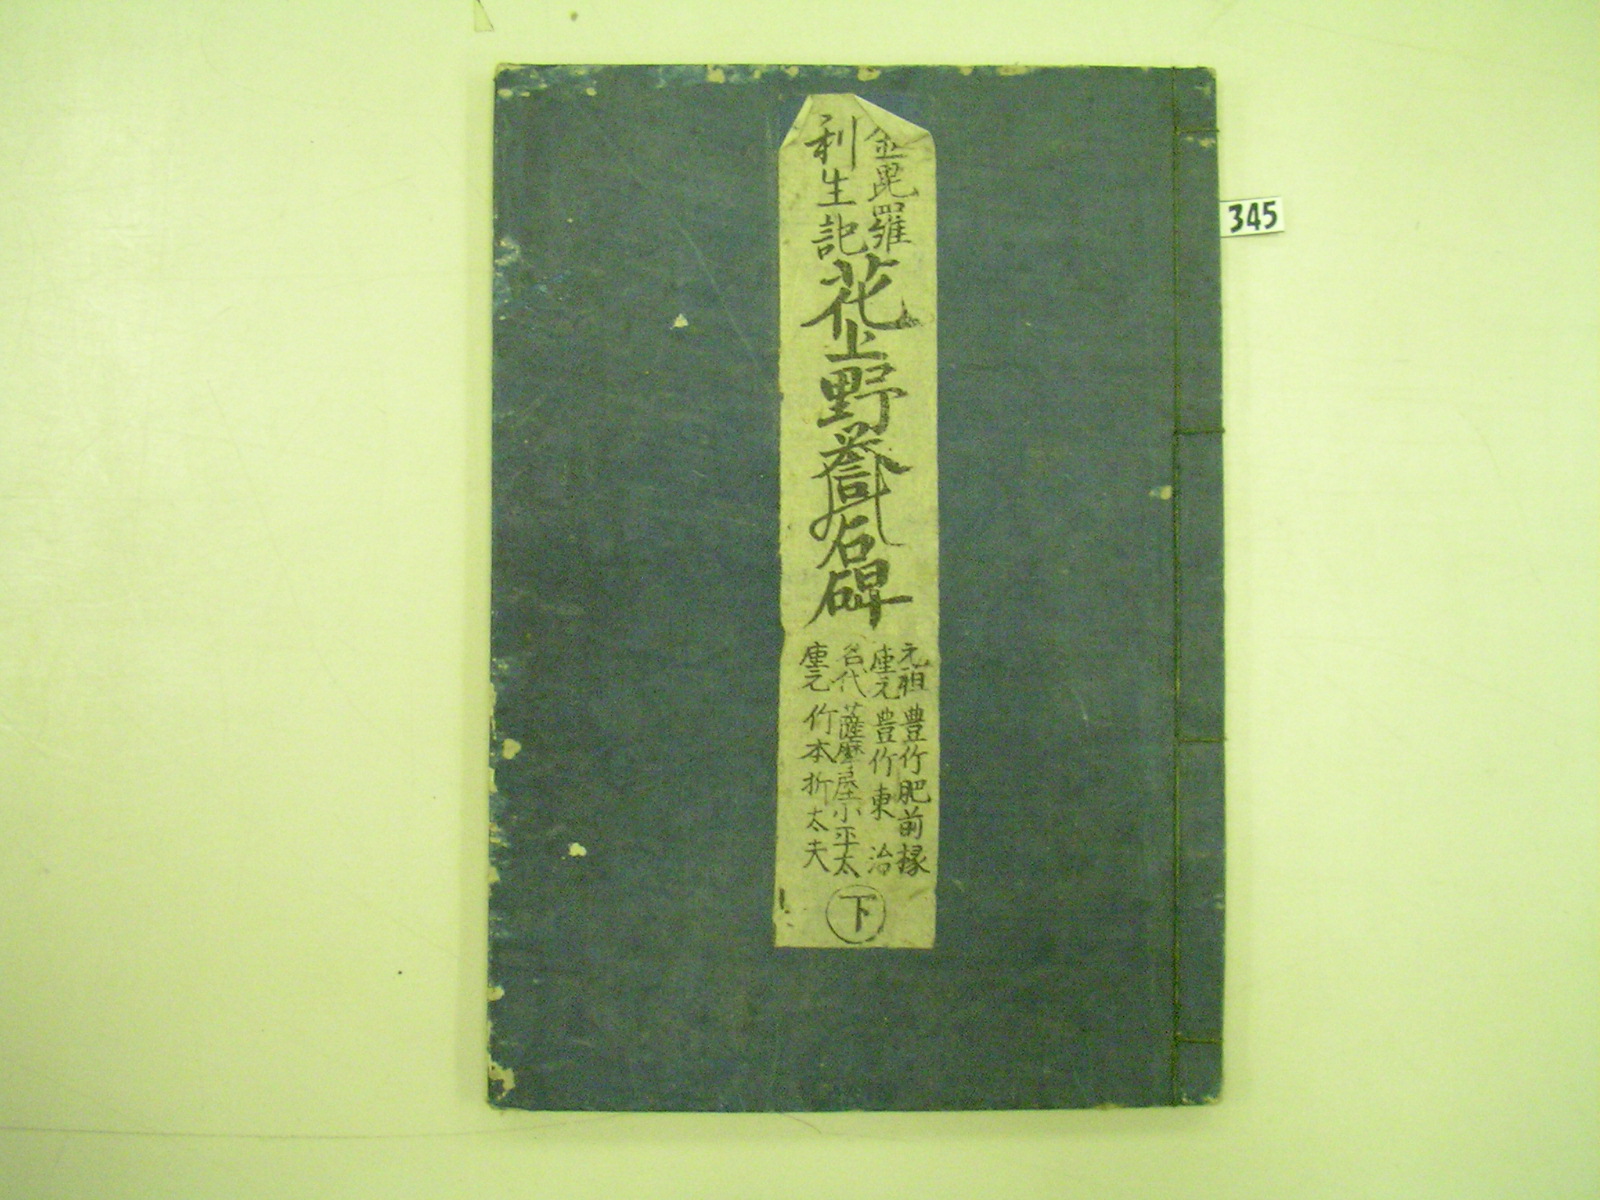 金毘羅
利生記
花上野誉石碑
元祖 豊竹肥前掾
座元 豊竹東治
名代 薩摩屋小平太
座元 竹本折太夫
下
345